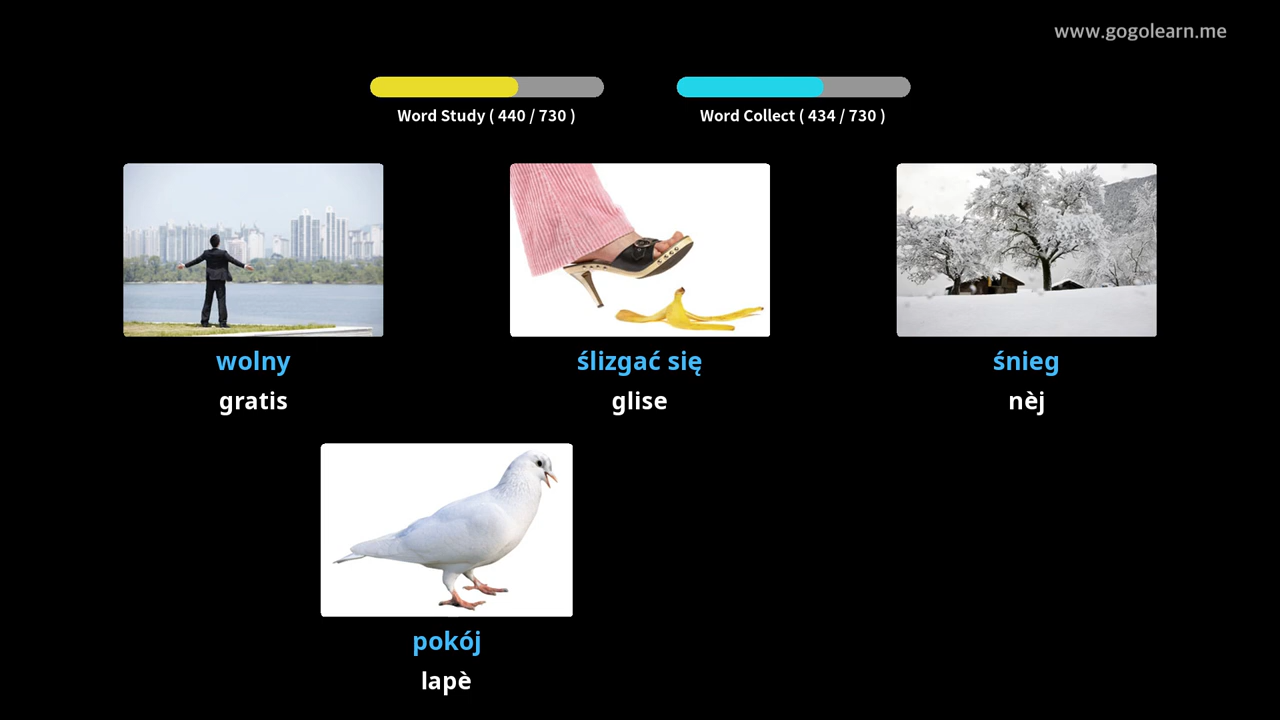 www.gogolearn.me
Word Study ( 440 / 730 )
Word Collect ( 434 / 730 )
wolny
gratis
ślizgać się
glise
śnieg
nèj
pokój
lapè